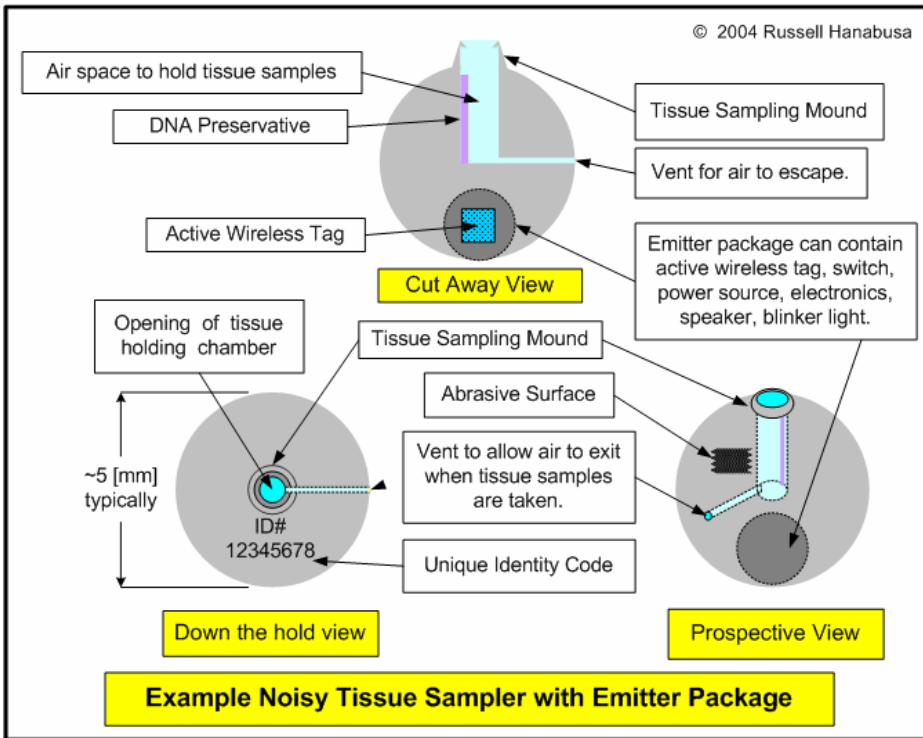 © 2004 Russell Hanabusa
Air space to hold tissue samples
DNA Preservative
Tissue Sampling Mound
Vent for air to escape.
Active Wireless Tag
Emitter package can contain
active wireless tag, switch,
power source, electronics,
speaker, blinker light.
Cut Away View
Opening of tissue
holding chamber
Tissue Sampling Mound
Abrasive Surface
Vent to allow air to exit
when tissue samples
are taken.
~5 [mm]
typically
ID#
12345678
Unique Identity Code
Down the hold view
Prospective View
Example Noisy Tissue Sampler with Emitter Package